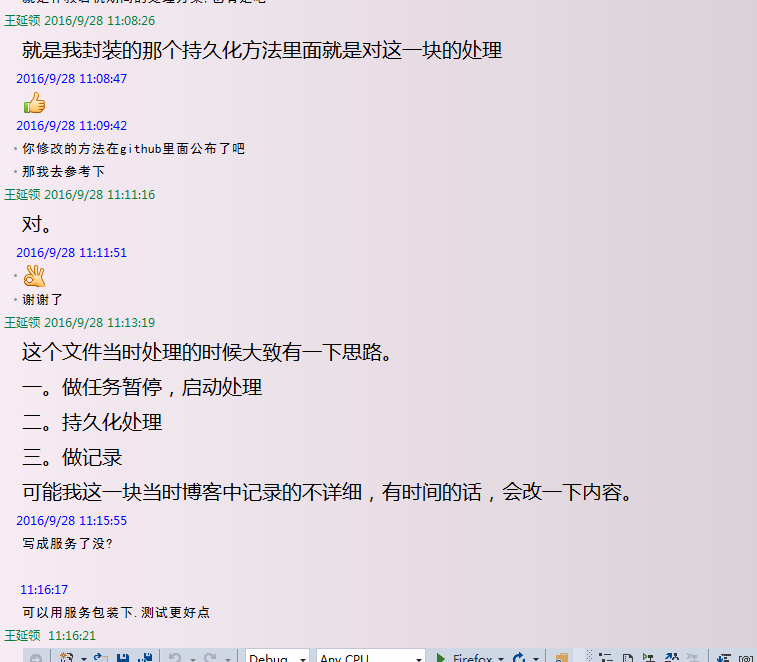 王延领 2016/9/28 11:08:26
就是我封装的那个持久化方法里面就是对这一块的处理
2016/9/28 11:08:47
2016/9/28 11:09:42
你修改的方法在github里面公布了吧
那我去参考下
王延领 2016/9/28 11:11:16
对。
2016/9/28 11:11:51
谢谢了
王延领 2016/9/28 11:13:19
这个文件当时处理的时候大致有一下思路。
一。做任务暂停，启动处理
二。持久化处理
三。做记录
可能我这一块当时博客中记录的不详细，有时间的话，会改一下内容。
2016/9/28 11:15:55
写成服务了没?
11:16:17
可以用服务包装下.测试更好点
王延领 11:16:21
Debug Any CPU Firefox